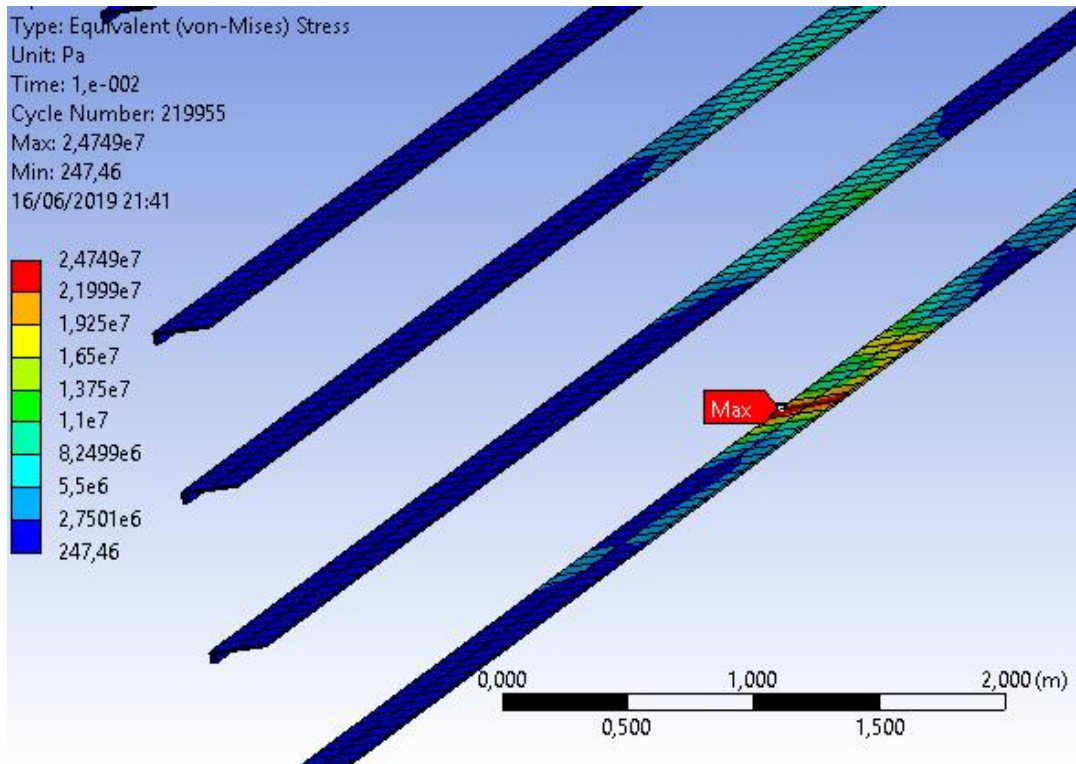 Type: Equivalent (von-Mises) Stress
Unit: Pa
Time: 1,e-002
Cycle Number: 219955
Max: 2,4749e7
Min: 247,46
16/06/2019 21:41
2,4749e7
2,1999e7
1,925e7
1,65e7
1,375e7
1,1e7
8,2499e6
5,5e6
2,7501e6
247,46
Max
0,000 1,000 2,000 (m)
0,500 1,500